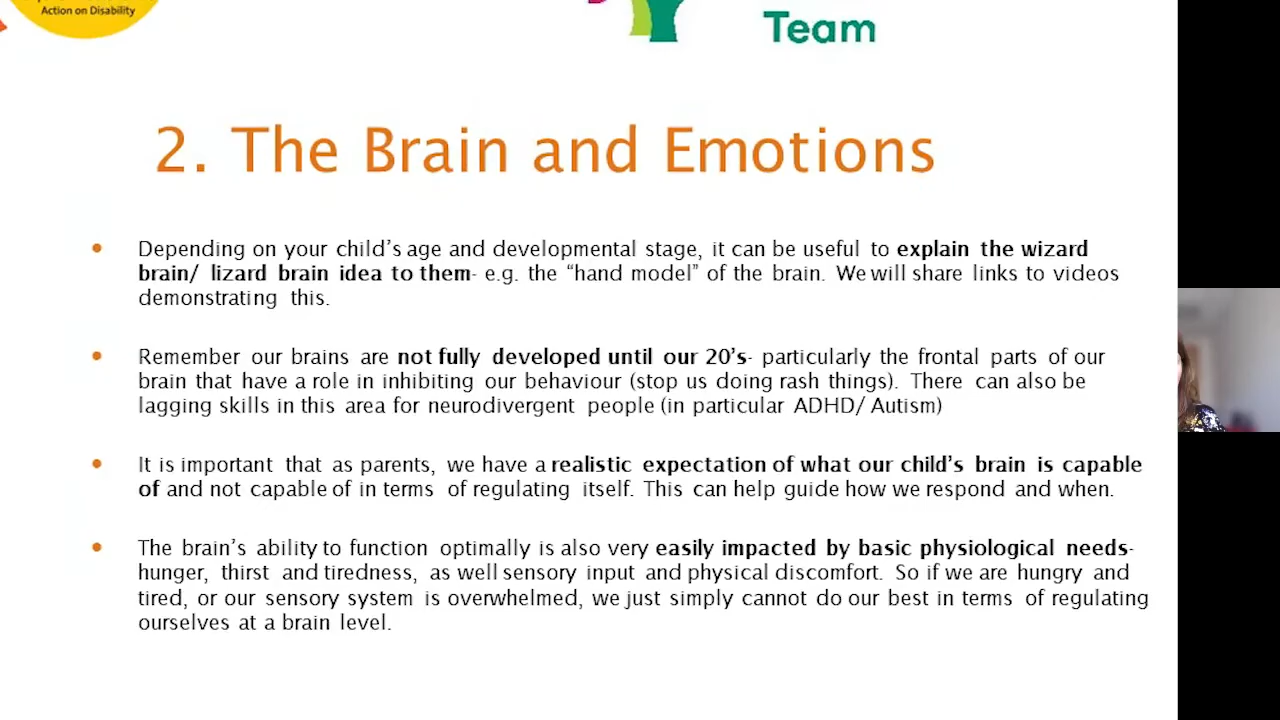 Action on Disability
Team
2. The Brain and Emotions
• Depending on your child’s age and developmental stage, it can be useful to explain the wizard
brain/ lizard brain idea to them- e.g. the “hand model” of the brain. We will share links to videos
demonstrating this.
• Remember our brains are not fully developed until our 20’s- particularly the frontal parts of our
brain that have a role in inhibiting our behaviour (stop us doing rash things). There can also be
lagging skills in this area for neurodivergent people (in particular ADHD/ Autism)
• It is important that as parents, we have a realistic expectation of what our child’s brain is capable
of and not capable of in terms of regulating itself. This can help guide how we respond and when.
• The brain’s ability to function optimally is also very easily impacted by basic physiological needs-
hunger, thirst and tiredness, as well sensory input and physical discomfort. So if we are hungry and
tired, or our sensory system is overwhelmed, we just simply cannot do our best in terms of regulating
ourselves at a brain level.